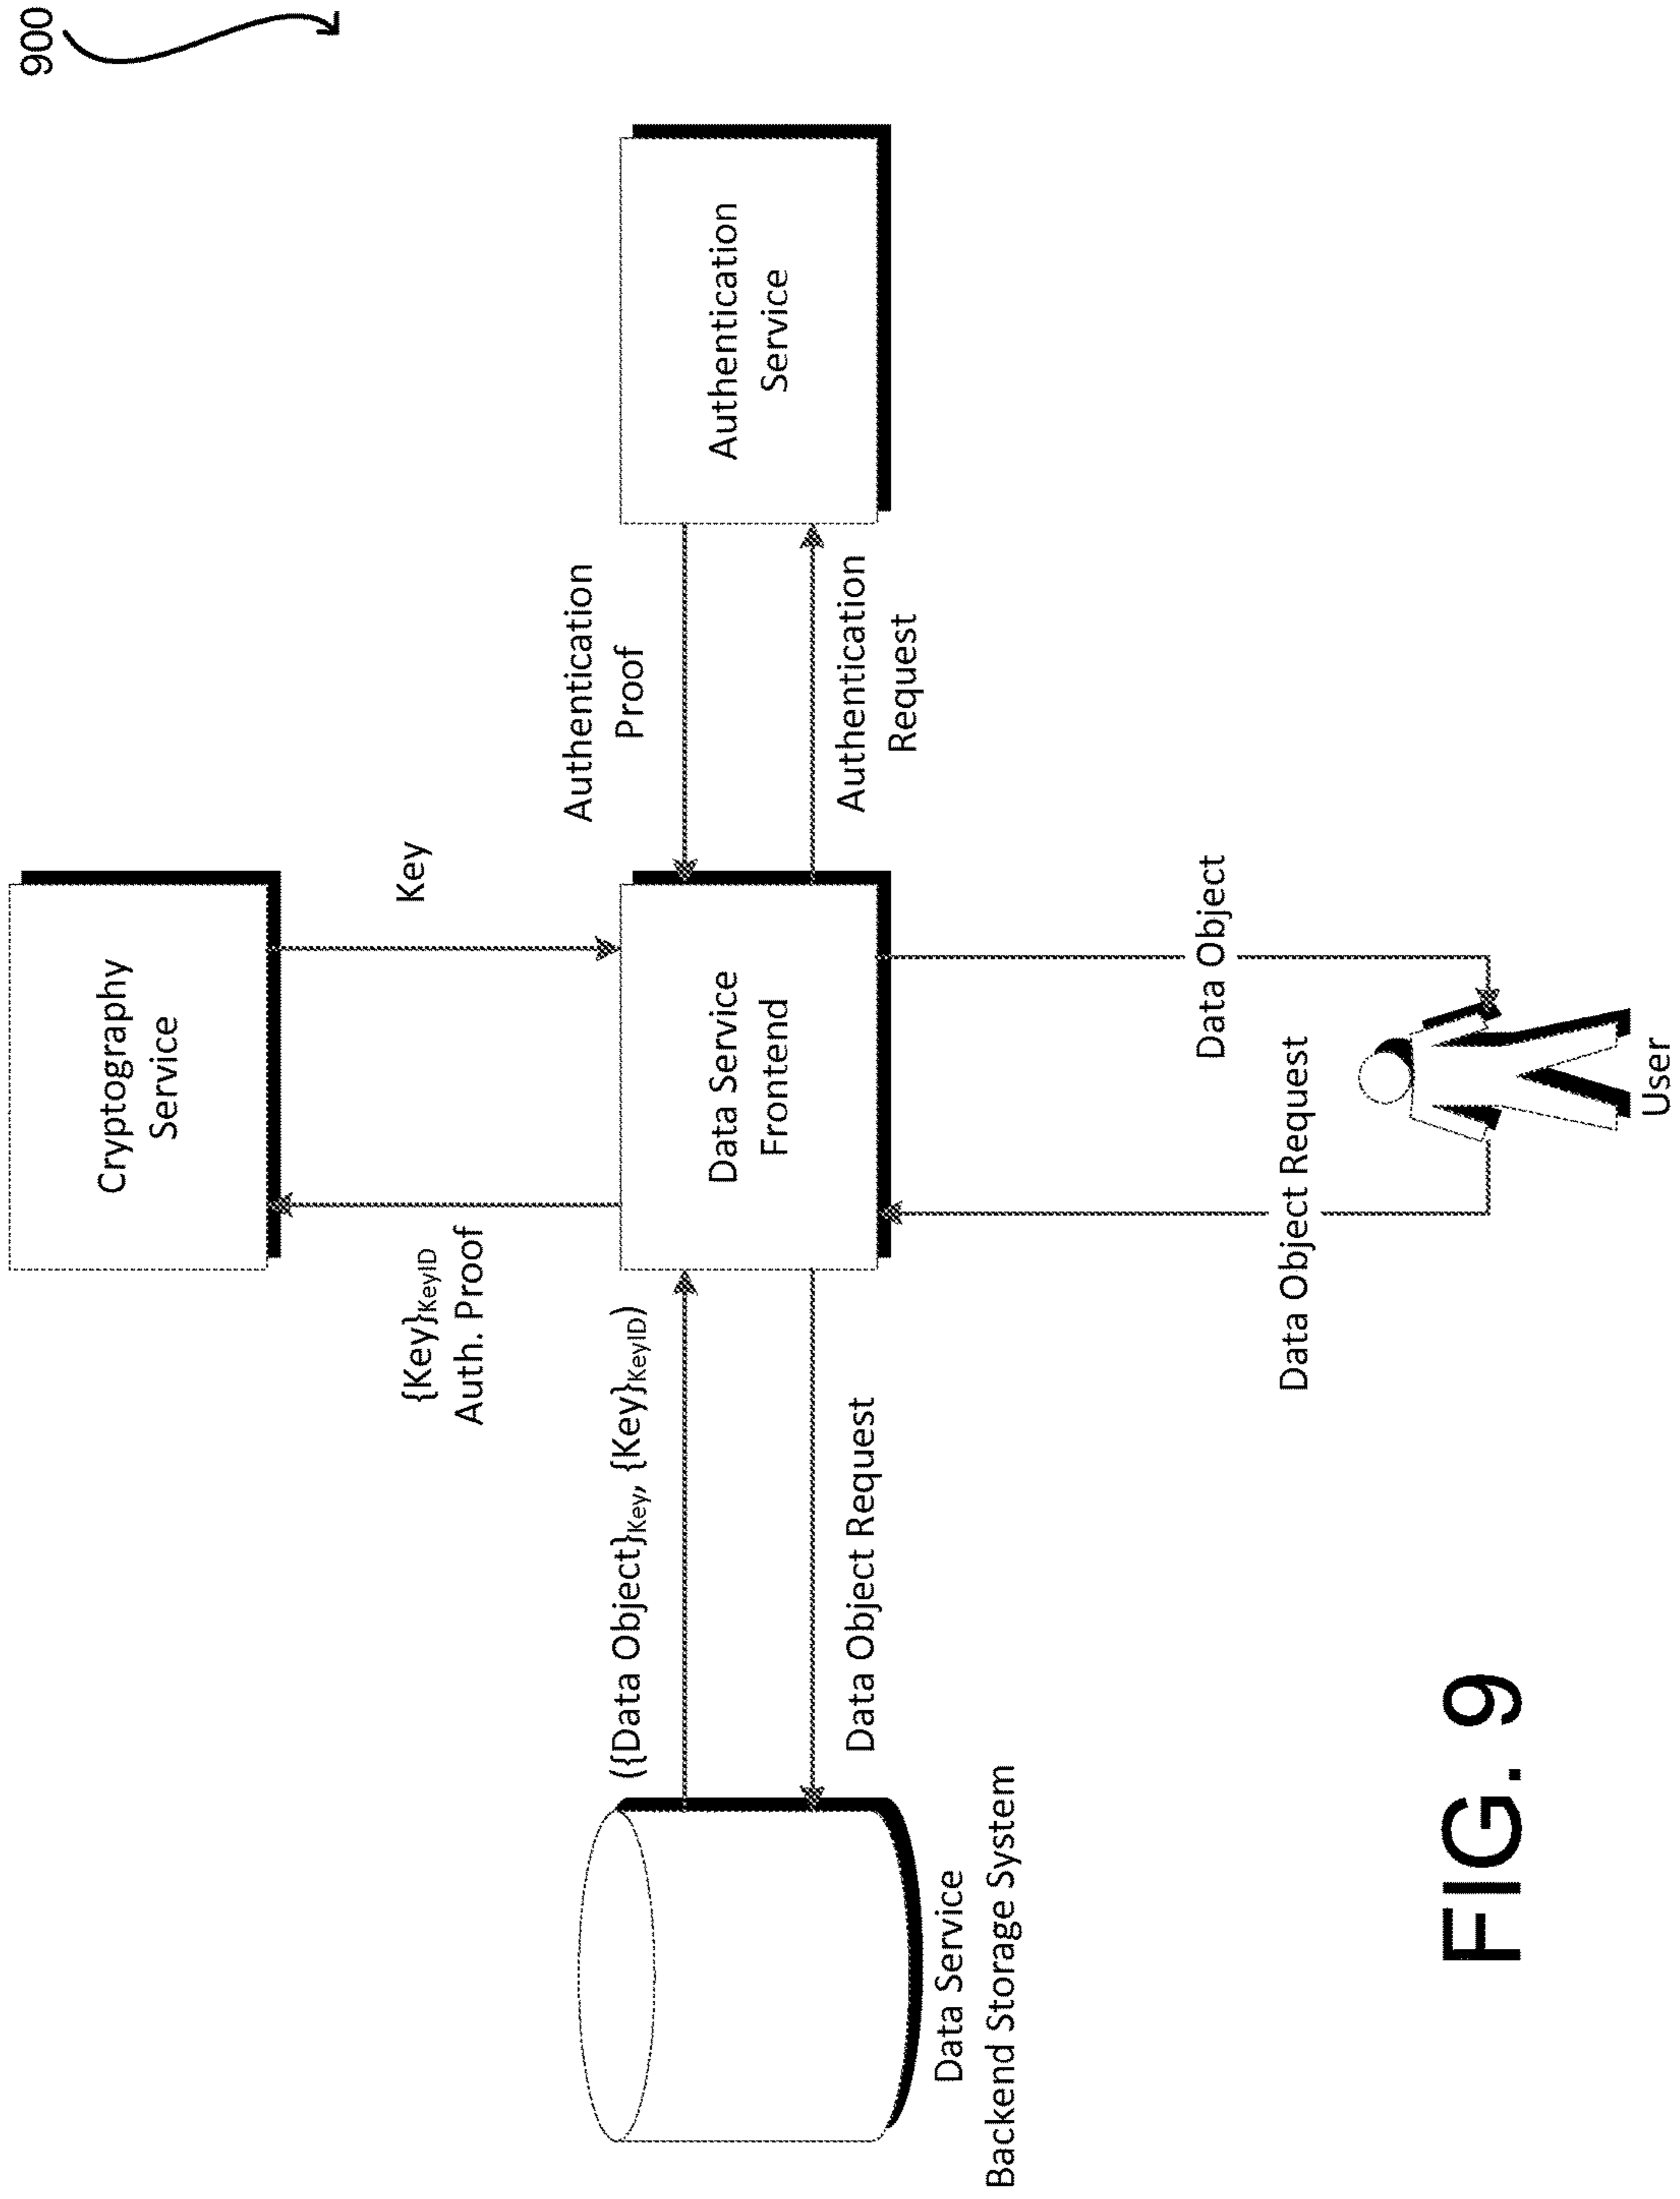 900
Cryptography
Service
{Key}KeyID
Auth. Proof
Key
({Data Object}Key, {Key}KeyID)
Data Service
Frontend
Authentication
Proof
Authentication
Service
Data Object Request
Authentication
Request
Data Service
Backend Storage System
Data Object
Data Object Request
User
FIG. 9